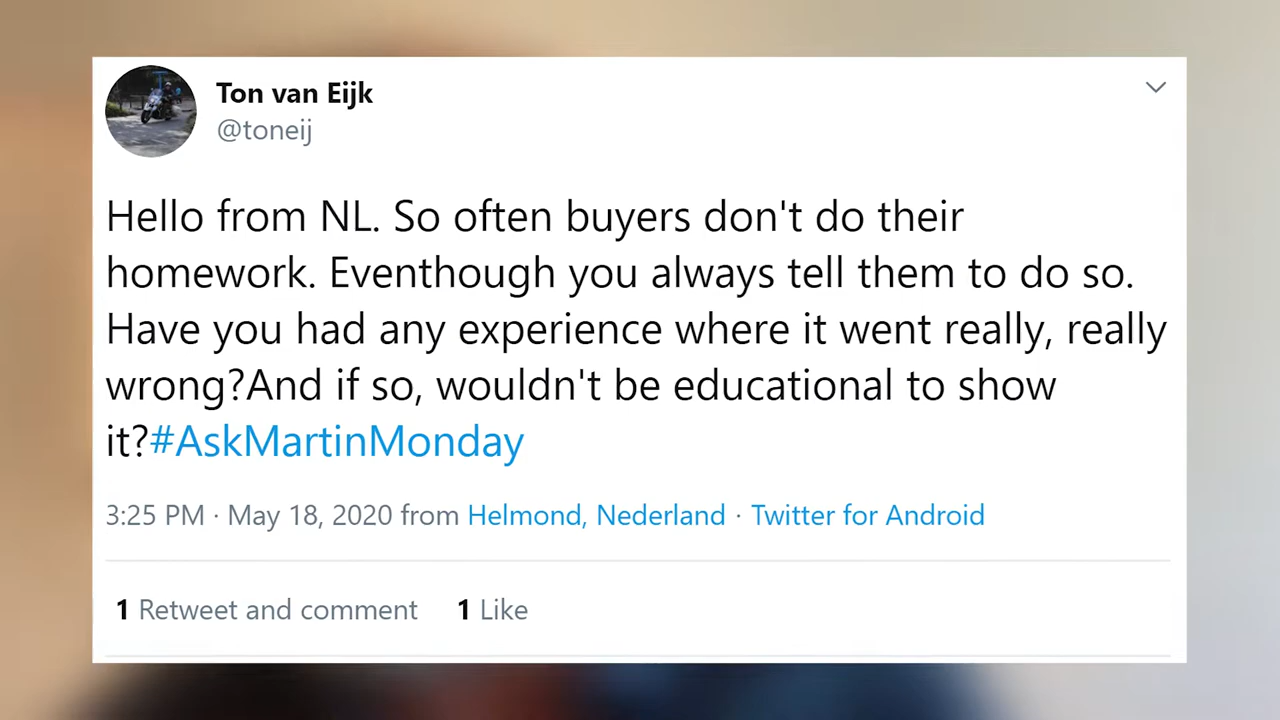 Ton van Eijk
@toneij
Hello from NL. So often buyers don't do their
homework. Eventhough you always tell them to do so.
Have you had any experience where it went really, really
wrong?And if so, wouldn't be educational to show
it?#AskMartinMonday
3:25 PM · May 18, 2020 from Helmond, Nederland · Twitter for Android
1 Retweet and comment 1 Like